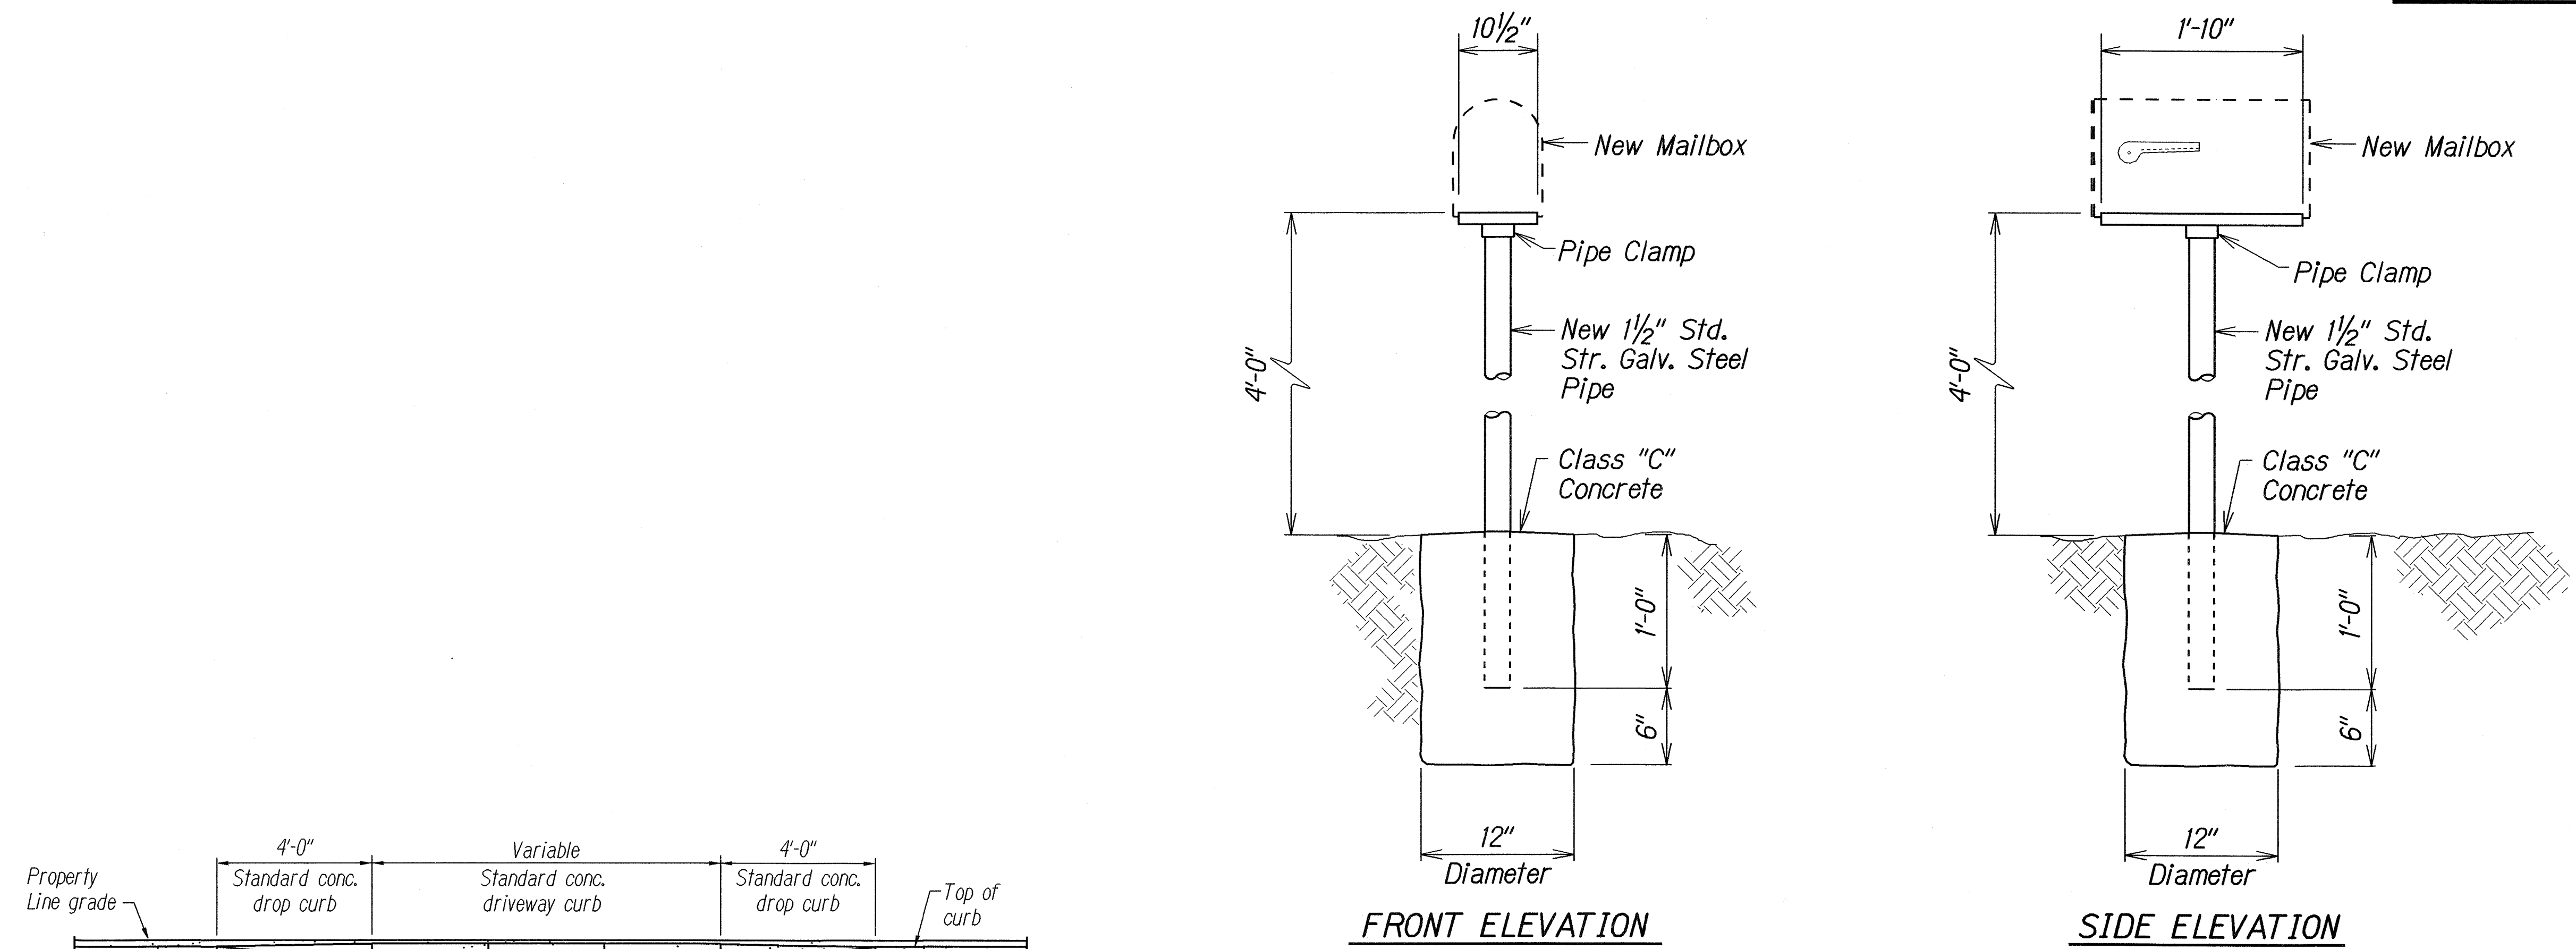 10½"
New Mailbox
Pipe Clamp
New 1½" Std.
Str. Galv. Steel
Pipe
4'-0"
Class "C"
Concrete
1'-0"
6"
12"
Diameter
FRONT ELEVATION
1'-10"
New Mailbox
Pipe Clamp
New 1½" Std.
Str. Galv. Steel
Pipe
4'-0"
Class "C"
Concrete
1'-0"
6"
12"
Diameter
SIDE ELEVATION
4'-0"
Variable
4'-0"
Property
Line grade
Standard conc.
drop curb
Standard conc.
driveway curb
Standard conc.
drop curb
Top of
curb